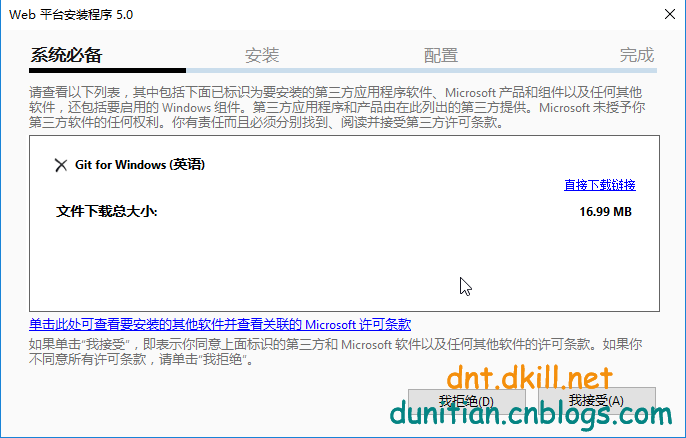 Web 平台安装程序 5.0
系统必备 安装 配置 完成
请查看以下列表，其中包括下面已标识为要安装的第三方应用程序软件、Microsoft 产品和组件以及任何其他
软件，还包括要启用的 Windows 组件。第三方应用程序和产品由在此列出的第三方提供。Microsoft 未授予你
第三方软件的任何权利。你有责任而且必须分别找到、阅读并接受第三方许可条款。
Git for Windows (英语)
直接下载链接
文件下载总大小: 16.99 MB
单击此处可查看要安装的其他软件并查看关联的 Microsoft 许可条款
如果单击“我接受”，即表示你同意上面标识的第三方和 Microsoft 软件以及任何其他软件的许可条款。如果你
不同意所有许可条款，请单击“我拒绝”。
dnt.dkill.net
我拒绝(D) 我接受(A)
dunitian.cnblogs.com